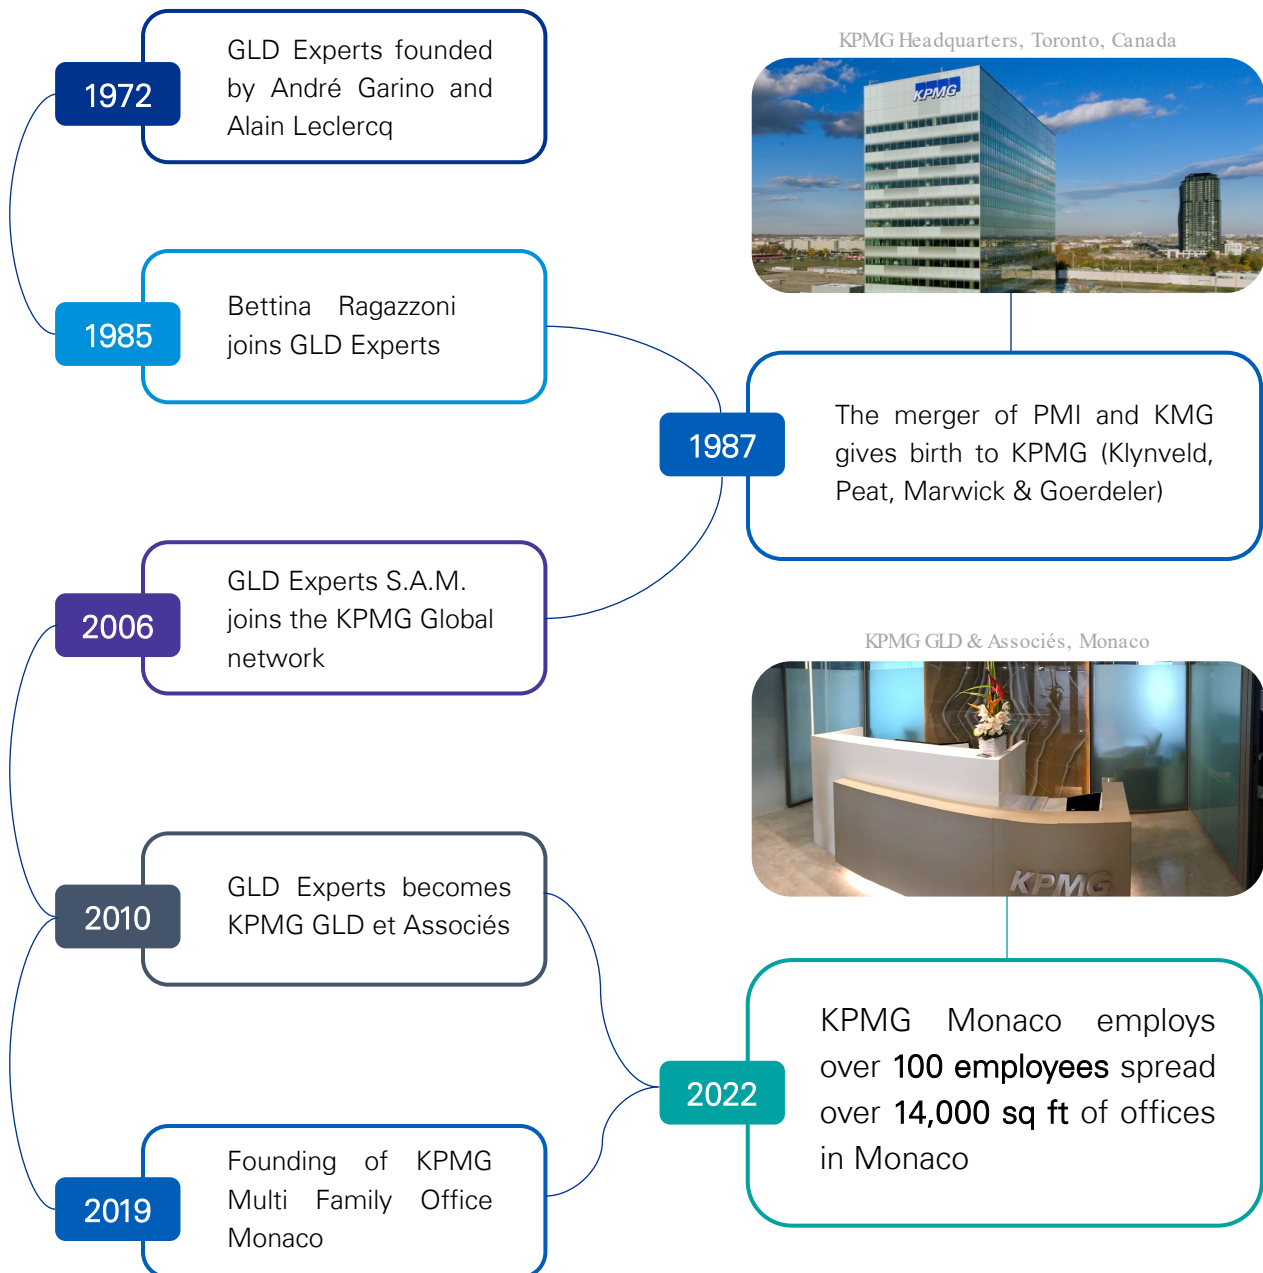 1972
GLD Experts founded
by André Garino and
Alain Leclercq
KPMG Headquarters, Toronto, Canada
KPMG
1985
Bettina Ragazzoni
joins GLD Experts
1987
The merger of PMI and KMG
gives birth to KPMG (Klynveld,
Peat, Marwick & Goerdeler)
2006
GLD Experts S.A.M.
joins the KPMG Global
network
KPMG GLD & Associés, Monaco
KPMG
2010
GLD Experts becomes
KPMG GLD et Associés
2022
KPMG Monaco employs
over 100 employees spread
over 14,000 sq ft of offices
in Monaco
2019
Founding of KPMG
Multi Family Office
Monaco